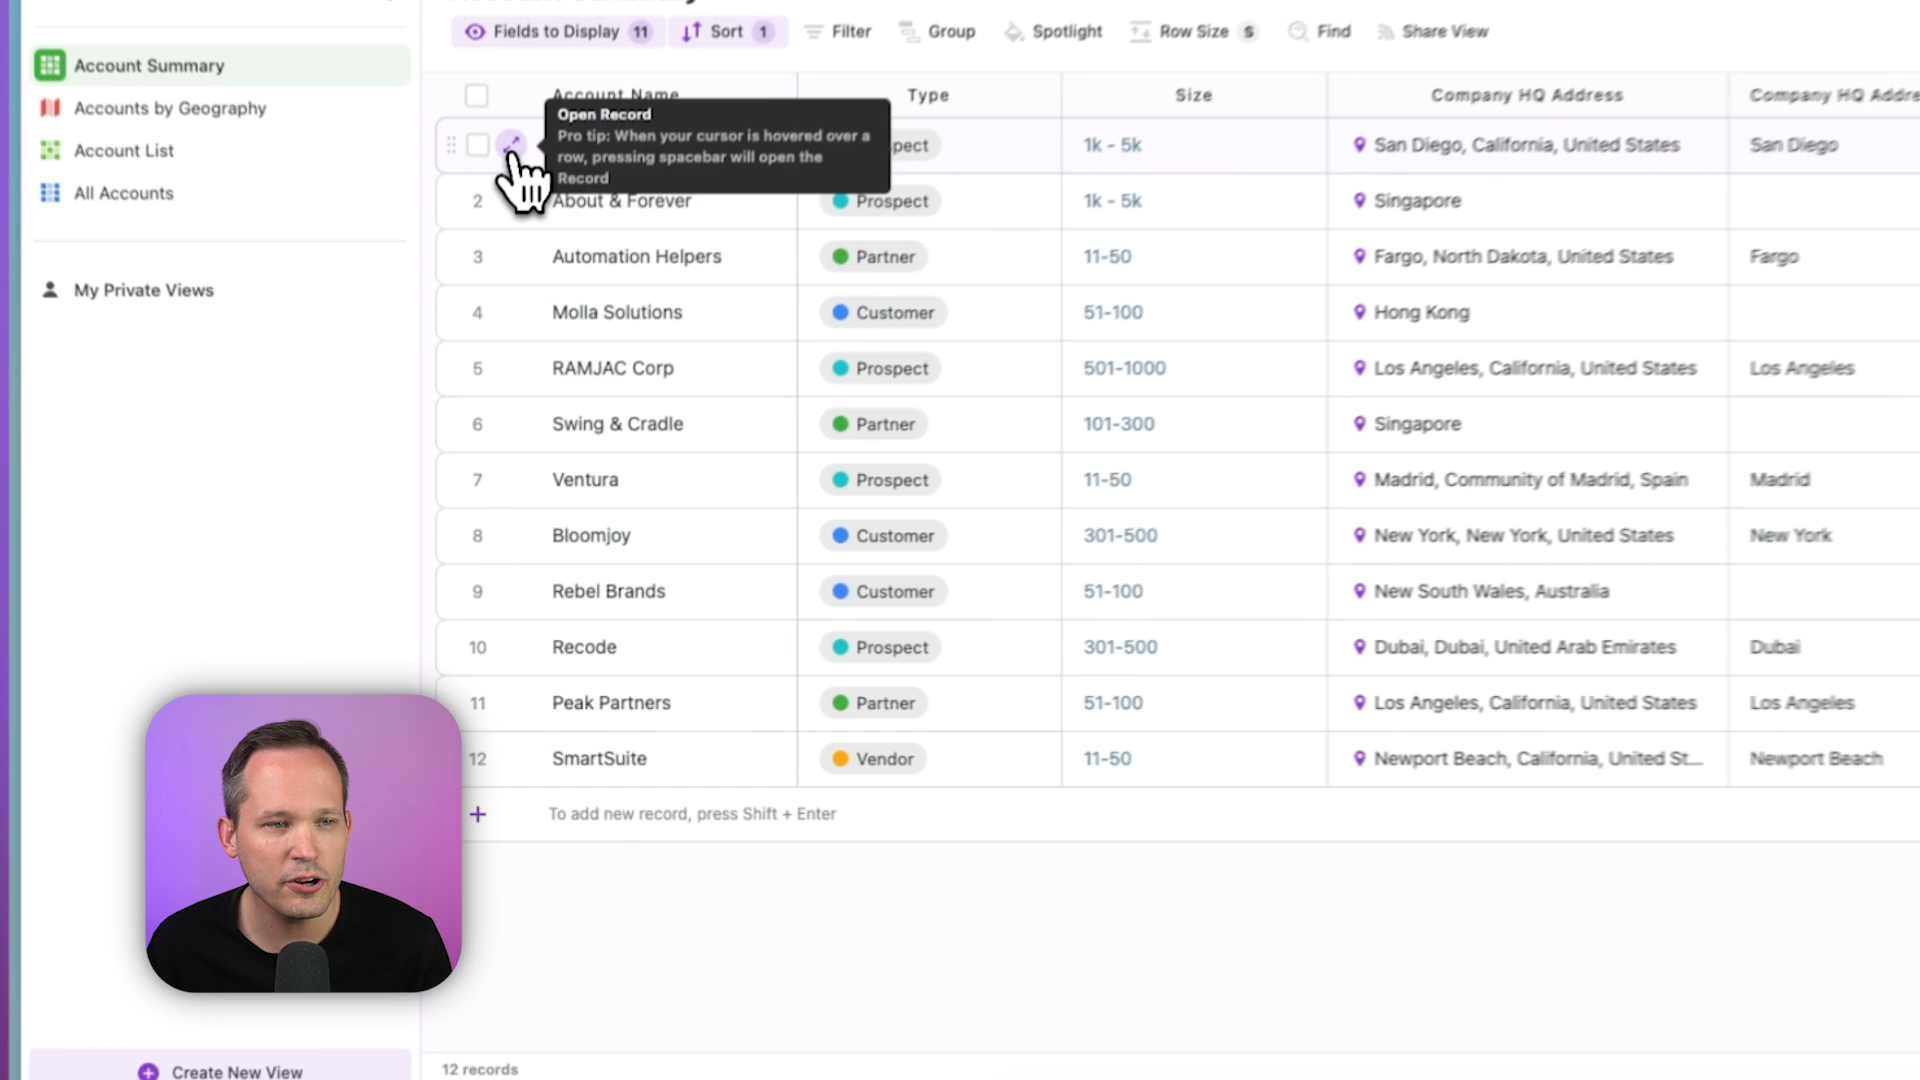 Fields to Display 11 Sort 1 Filter Group Spotlight Row Size S Find Share View
Account Summary
Accounts by Geography
Account List
All Accounts
My Private Views
Create New View
Account Name Type Size Company HQ Address Company HQ Addre
Open Record
Pro tip: When your cursor is hovered over a
row, pressing spacebar will open the
Record
pect 1k - 5k San Diego, California, United States San Diego
2 About & Forever Prospect 1k - 5k Singapore
3 Automation Helpers Partner 11-50 Fargo, North Dakota, United States Fargo
4 Molla Solutions Customer 51-100 Hong Kong
5 RAMJAC Corp Prospect 501-1000 Los Angeles, California, United States Los Angeles
6 Swing & Cradle Partner 101-300 Singapore
7 Ventura Prospect 11-50 Madrid, Community of Madrid, Spain Madrid
8 Bloomjoy Customer 301-500 New York, New York, United States New York
9 Rebel Brands Customer 51-100 New South Wales, Australia
10 Recode Prospect 301-500 Dubai, Dubai, United Arab Emirates Dubai
11 Peak Partners Partner 51-100 Los Angeles, California, United States Los Angeles
12 SmartSuite Vendor 11-50 Newport Beach, California, United St... Newport Beach
To add new record, press Shift + Enter
12 records